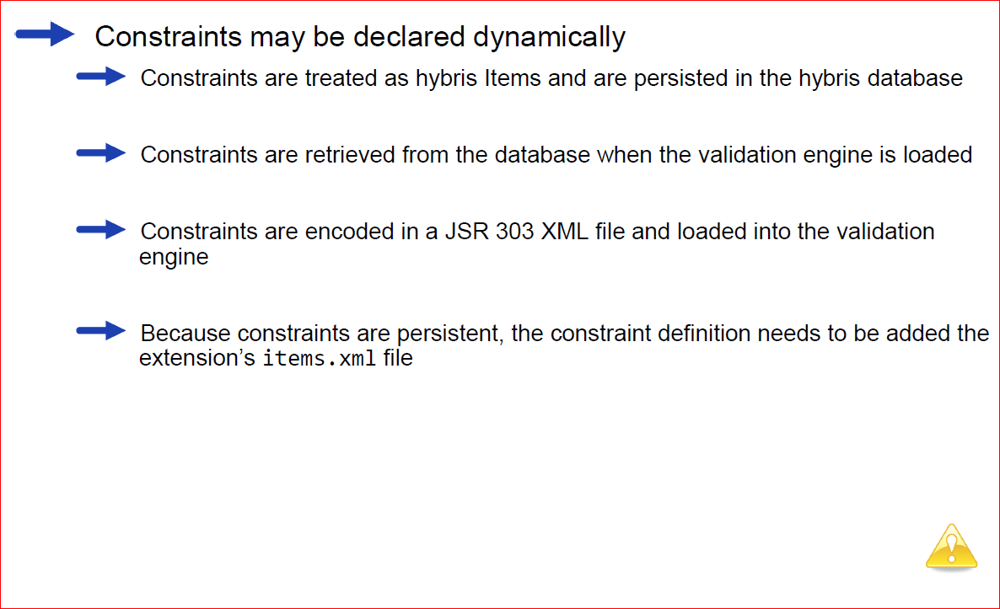 Constraints may be declared dynamically
Constraints are treated as hybris Items and are persisted in the hybris database
Constraints are retrieved from the database when the validation engine is loaded
Constraints are encoded in a JSR 303 XML file and loaded into the validation
engine
Because constraints are persistent, the constraint definition needs to be added the
extension’s items.xml file